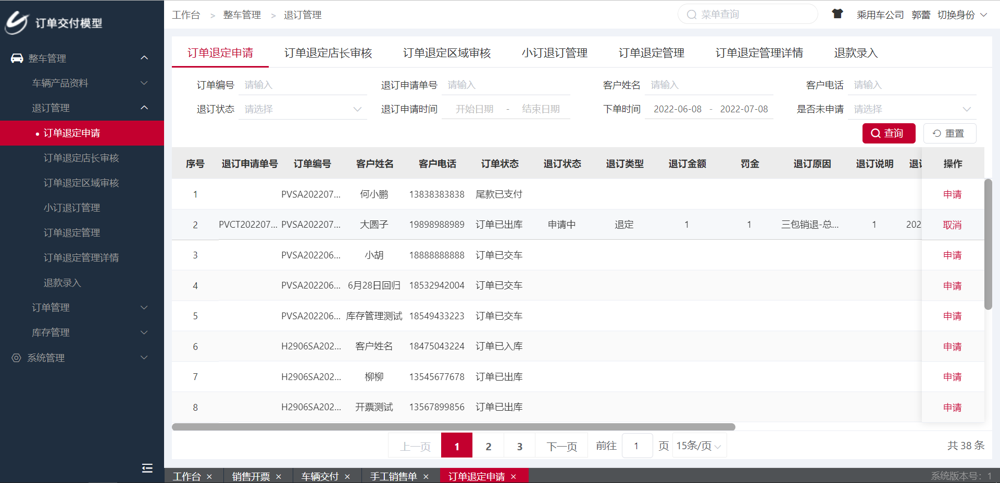 订单交付模型
整车管理
车辆产品资料
退订管理
订单退定申请
订单退定店长审核
订单退定区域审核
小订退订管理
订单退定管理
订单退定管理详情
退款录入
订单管理
库存管理
系统管理
工作台 > 整车管理 > 退订管理
菜单查询
乘用车公司 郭蕾 切换身份
订单退定申请 订单退定店长审核 订单退定区域审核 小订退订管理 订单退定管理 订单退定管理详情 退款录入
订单编号 请输入 退订申请单号 请输入 客户姓名 请输入 客户电话 请输入
退订状态 请选择 退订申请时间 开始日期 - 结束日期 下单时间 2022-06-08 - 2022-07-08 是否未申请 请选择
查询 重置
序号 退订申请单号 订单编号 客户姓名 客户电话 订单状态 退订状态 退订类型 退订金额 罚金 退订原因 退订说明 操作
1 PVSA202207... 何小鹏 13838383838 尾款已支付 申请
2 PVCT202207... PVSA202207... 大圆子 19898988989 订单已出库 申请中 退定 1 1 三包销退-总... 1 202 取消
3 PVSA202206... 小胡 18888888888 订单已交车 申请
4 PVSA202206... 6月28日回归 18532942004 订单已交车 申请
5 PVSA202206... 库存管理测试 18549433223 订单已交车 申请
6 H2906SA202... 客户姓名 18475043224 订单已入库 申请
7 H2906SA202... 柳柳 13545677678 订单已出库 申请
8 H2906SA202... 开票测试 13567899856 订单已出库 申请
上一页 1 2 3 下一页 前往 1 页 15条/页 共 38 条
工作台 × 销售开票 × 车辆交付 × 手工销售单 × 订单退定申请 × 系统版本号：1